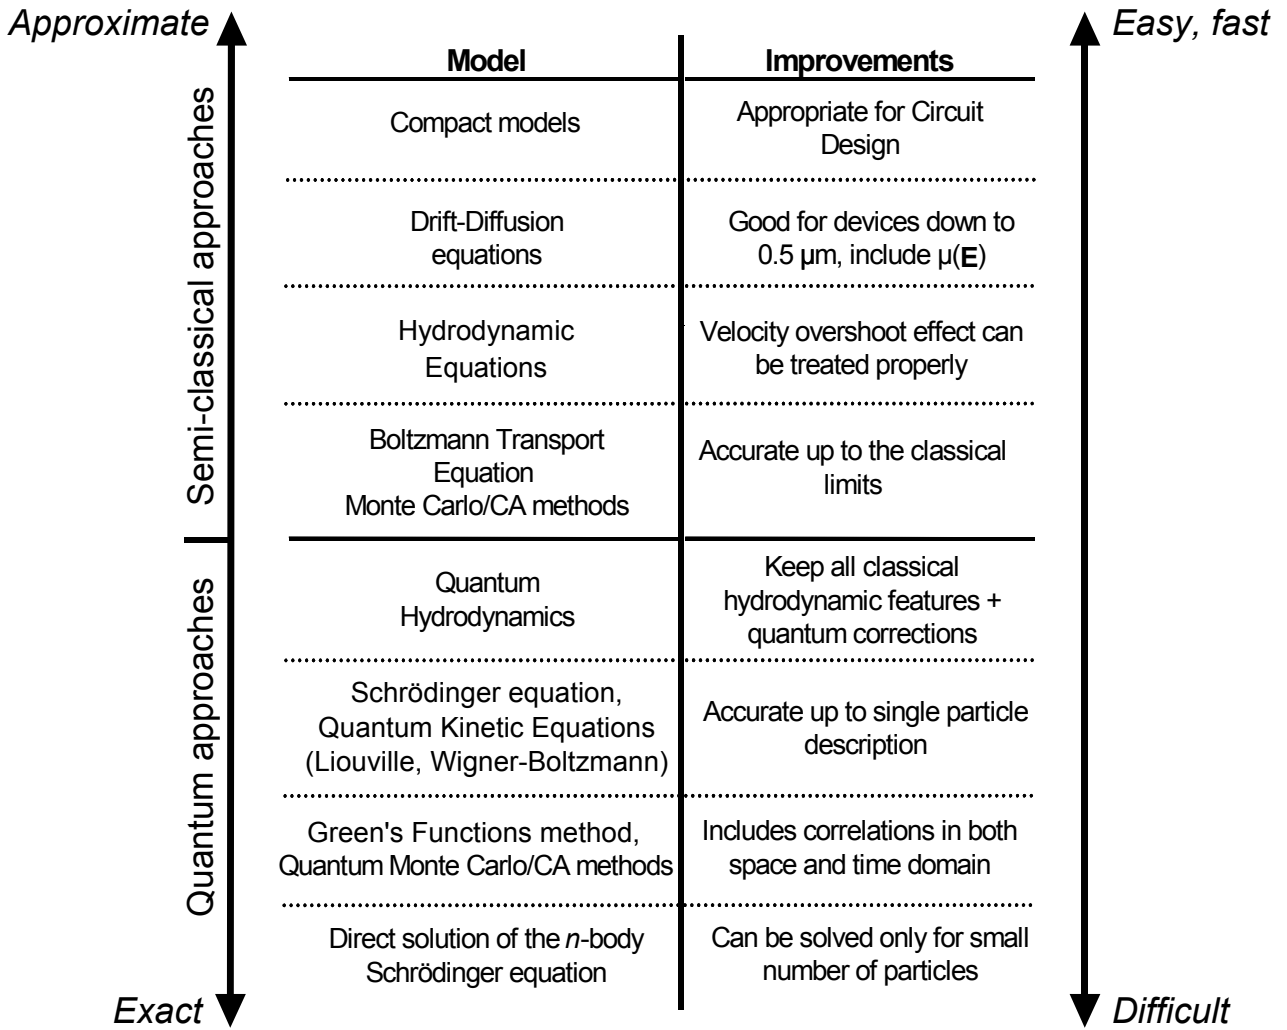 Approximate
Easy, fast
Model
Improvements
Semi-classical approaches
Compact models
Appropriate for Circuit
Design
Drift-Diffusion
equations
Good for devices down to
0.5 µm, include µ(E)
Hydrodynamic
Equations
Velocity overshoot effect can
be treated properly
Boltzmann Transport
Equation
Monte Carlo/CA methods
Accurate up to the classical
limits
Quantum approaches
Quantum
Hydrodynamics
Keep all classical
hydrodynamic features +
quantum corrections
Schrödinger equation,
Quantum Kinetic Equations
(Liouville, Wigner-Boltzmann)
Accurate up to single particle
description
Green's Functions method,
Quantum Monte Carlo/CA methods
Includes correlations in both
space and time domain
Direct solution of the n-body
Schrödinger equation
Can be solved only for small
number of particles
Exact
Difficult